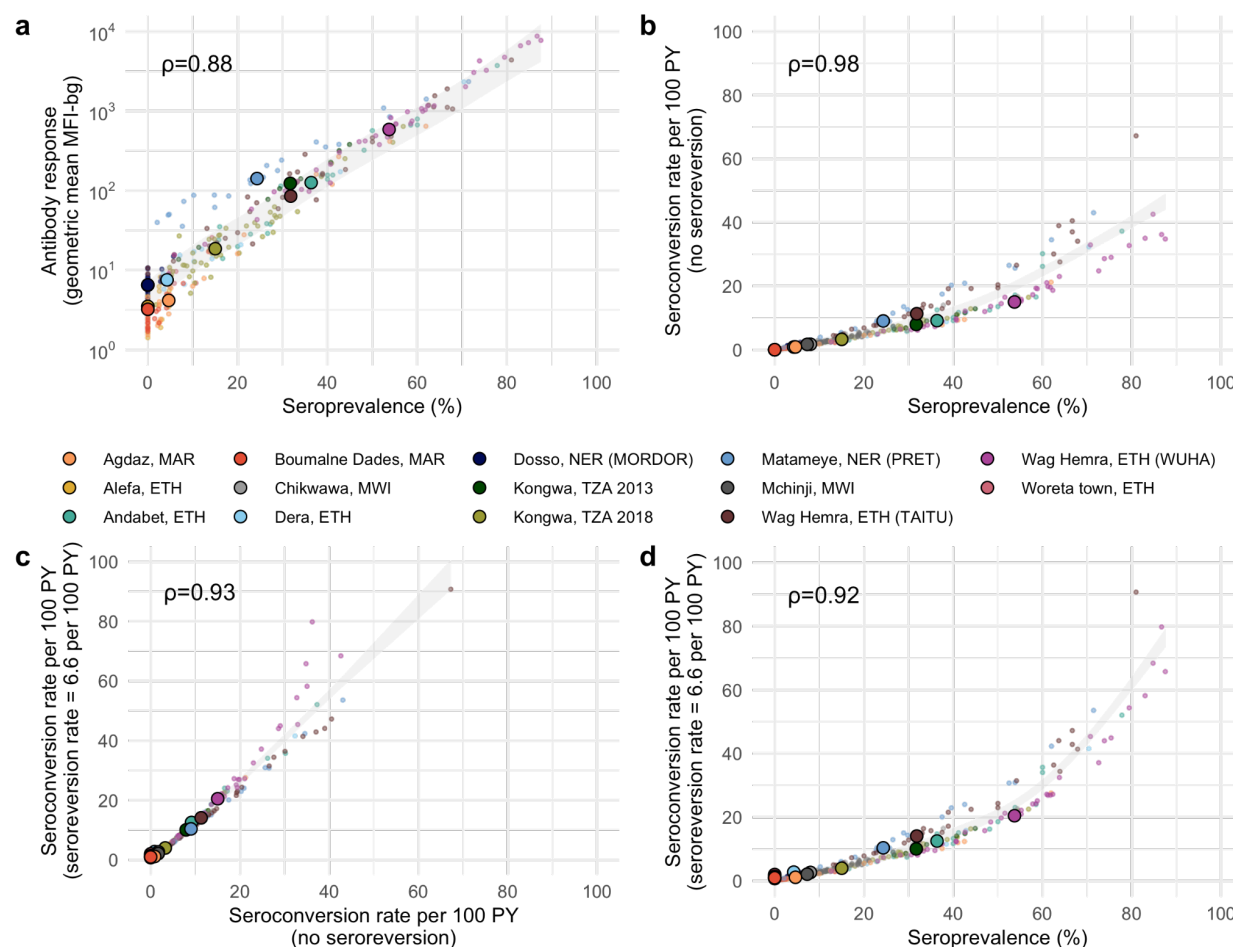 a
ρ=0.88
Antibody response
(geometric mean MFI-bg)
10⁴
10³
10²
10¹
10⁰
0 20 40 60 80 100
Seroprevalence (%)
b
ρ=0.98
Seroconversion rate per 100 PY
(no seroreversion)
100
80
60
40
20
0
0 20 40 60 80 100
Seroprevalence (%)
Agdaz, MAR
Boumalne Dades, MAR
Dosso, NER (MORDOR)
Matameye, NER (PRET)
Wag Hemra, ETH (WUHA)
Alefa, ETH
Chikwawa, MWI
Kongwa, TZA 2013
Mchinji, MWI
Woreta town, ETH
Andabet, ETH
Dera, ETH
Kongwa, TZA 2018
Wag Hemra, ETH (TAITU)
c
ρ=0.93
Seroconversion rate per 100 PY
(seroreversion rate = 6.6 per 100 PY)
100
80
60
40
20
0
0 20 40 60 80 100
Seroconversion rate per 100 PY
(no seroreversion)
d
ρ=0.92
Seroconversion rate per 100 PY
(seroreversion rate = 6.6 per 100 PY)
100
80
60
40
20
0
0 20 40 60 80 100
Seroprevalence (%)